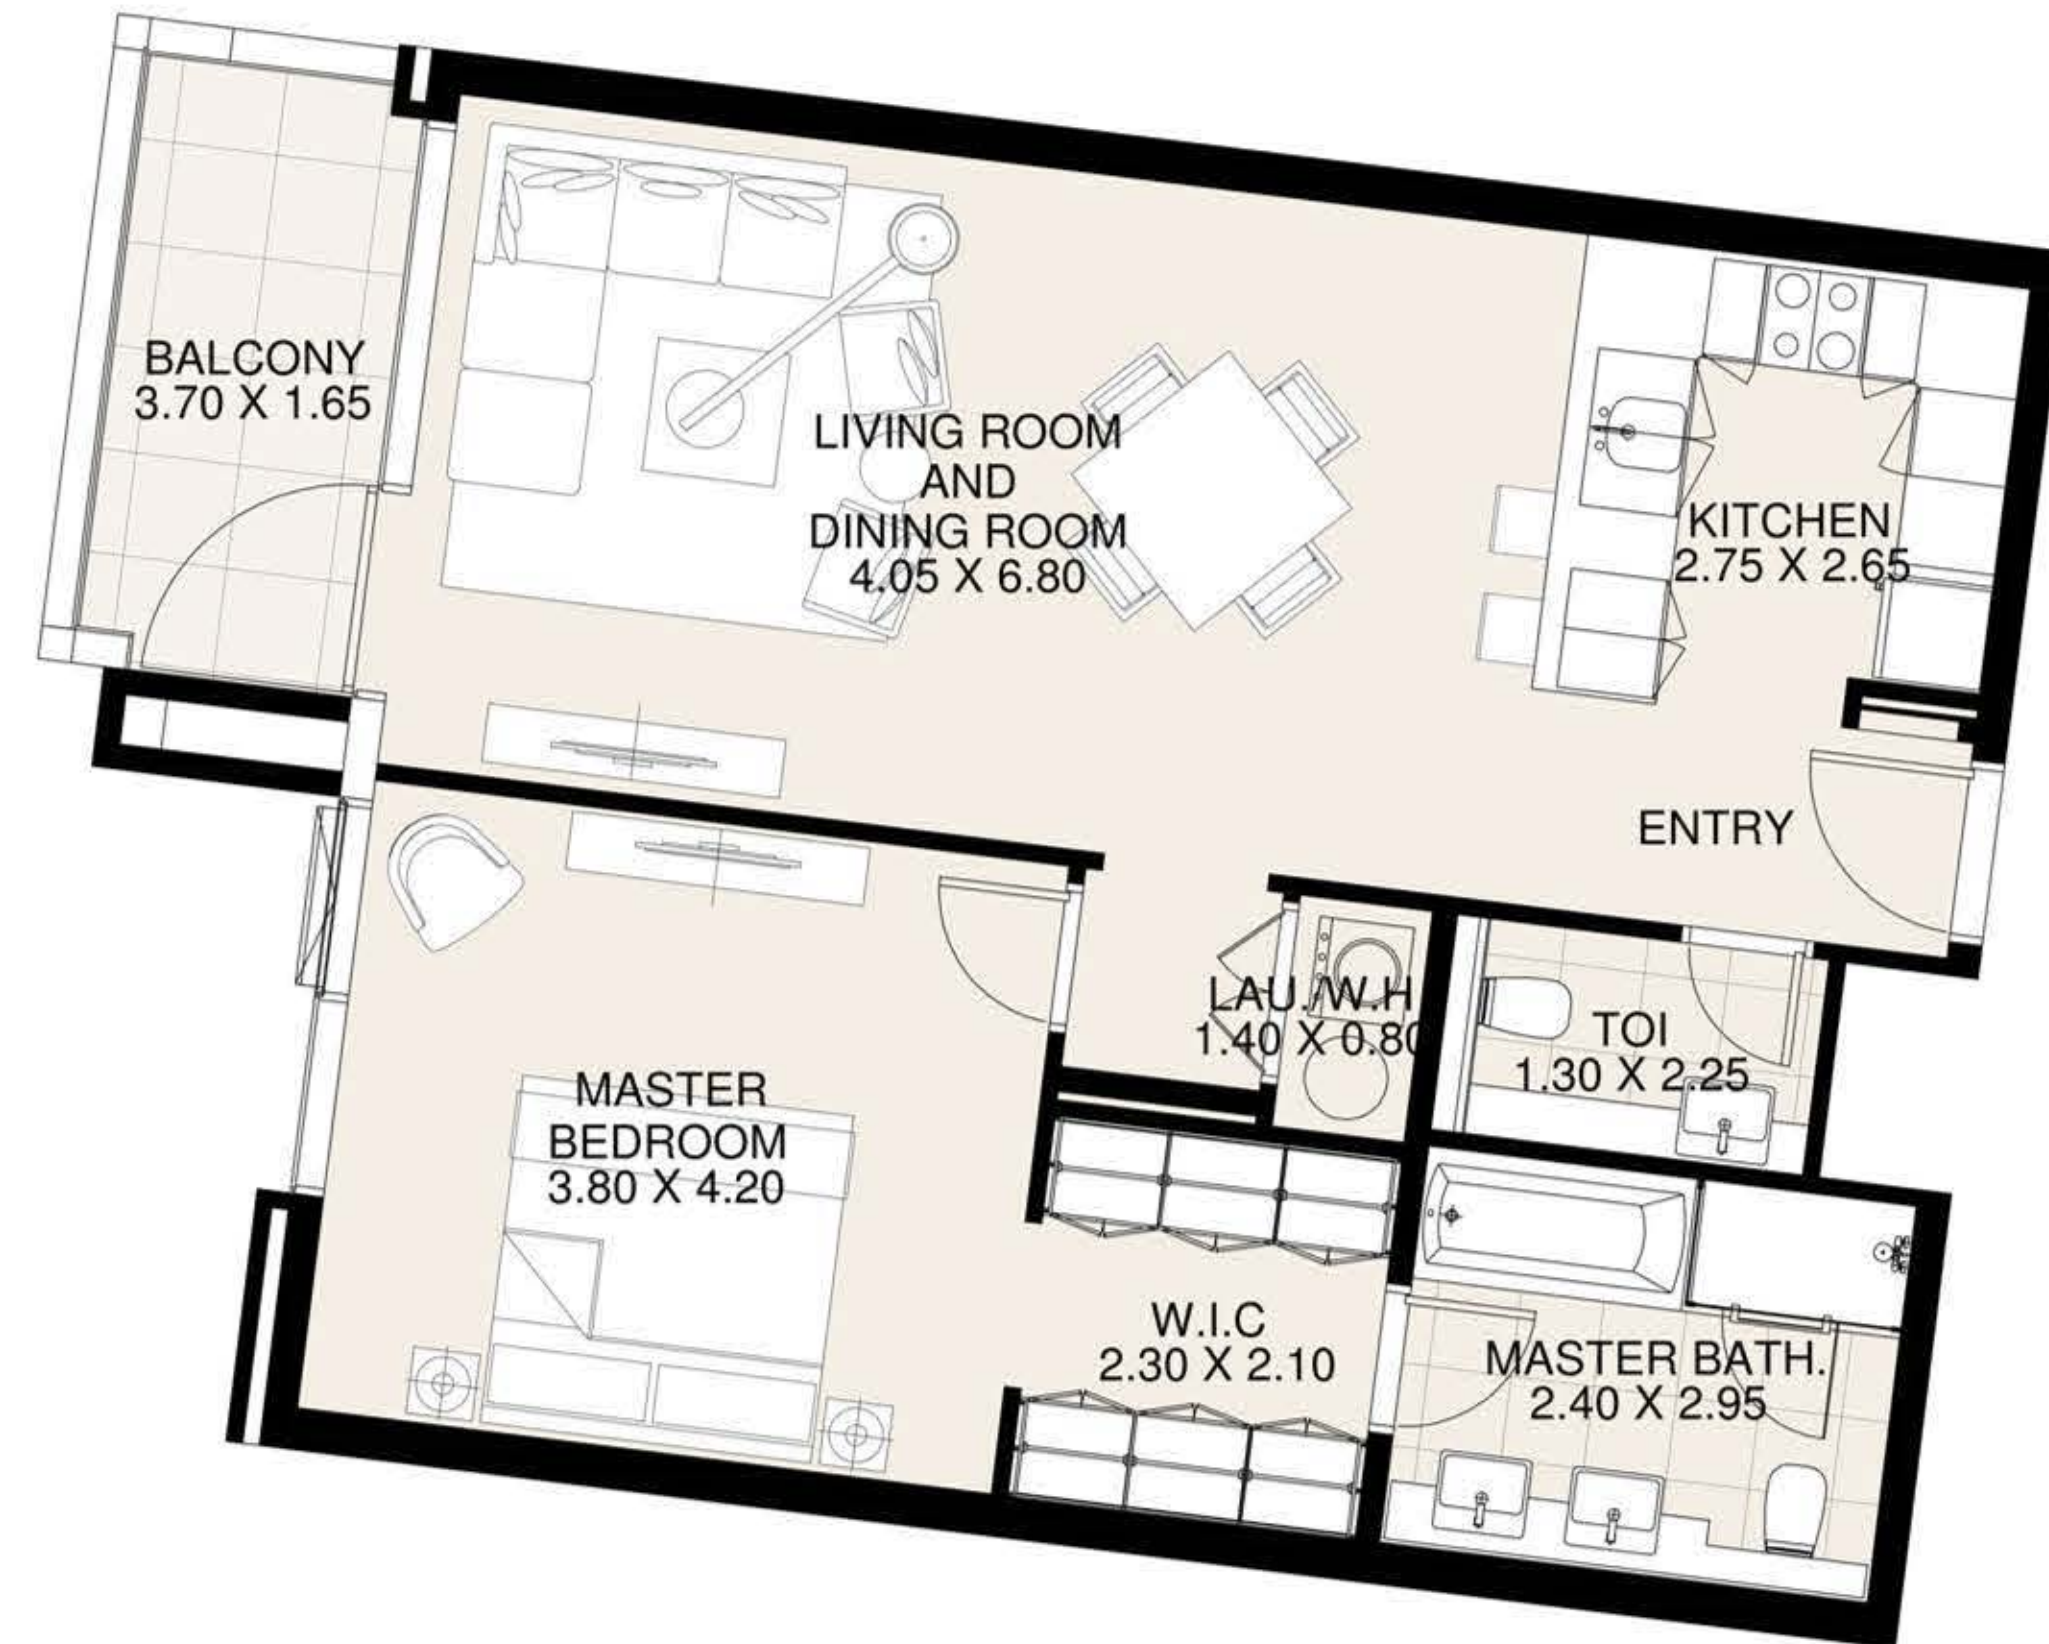 BALCONY
3.70 X 1.65
LIVING ROOM
AND
DINING ROOM
4.05 X 6.80
KITCHEN
2.75 X 2.65
ENTRY
LAU./W.H
1.40 X 0.80
TOI
1.30 X 2.25
MASTER
BEDROOM
3.80 X 4.20
W.I.C
2.30 X 2.10
MASTER BATH.
2.40 X 2.95